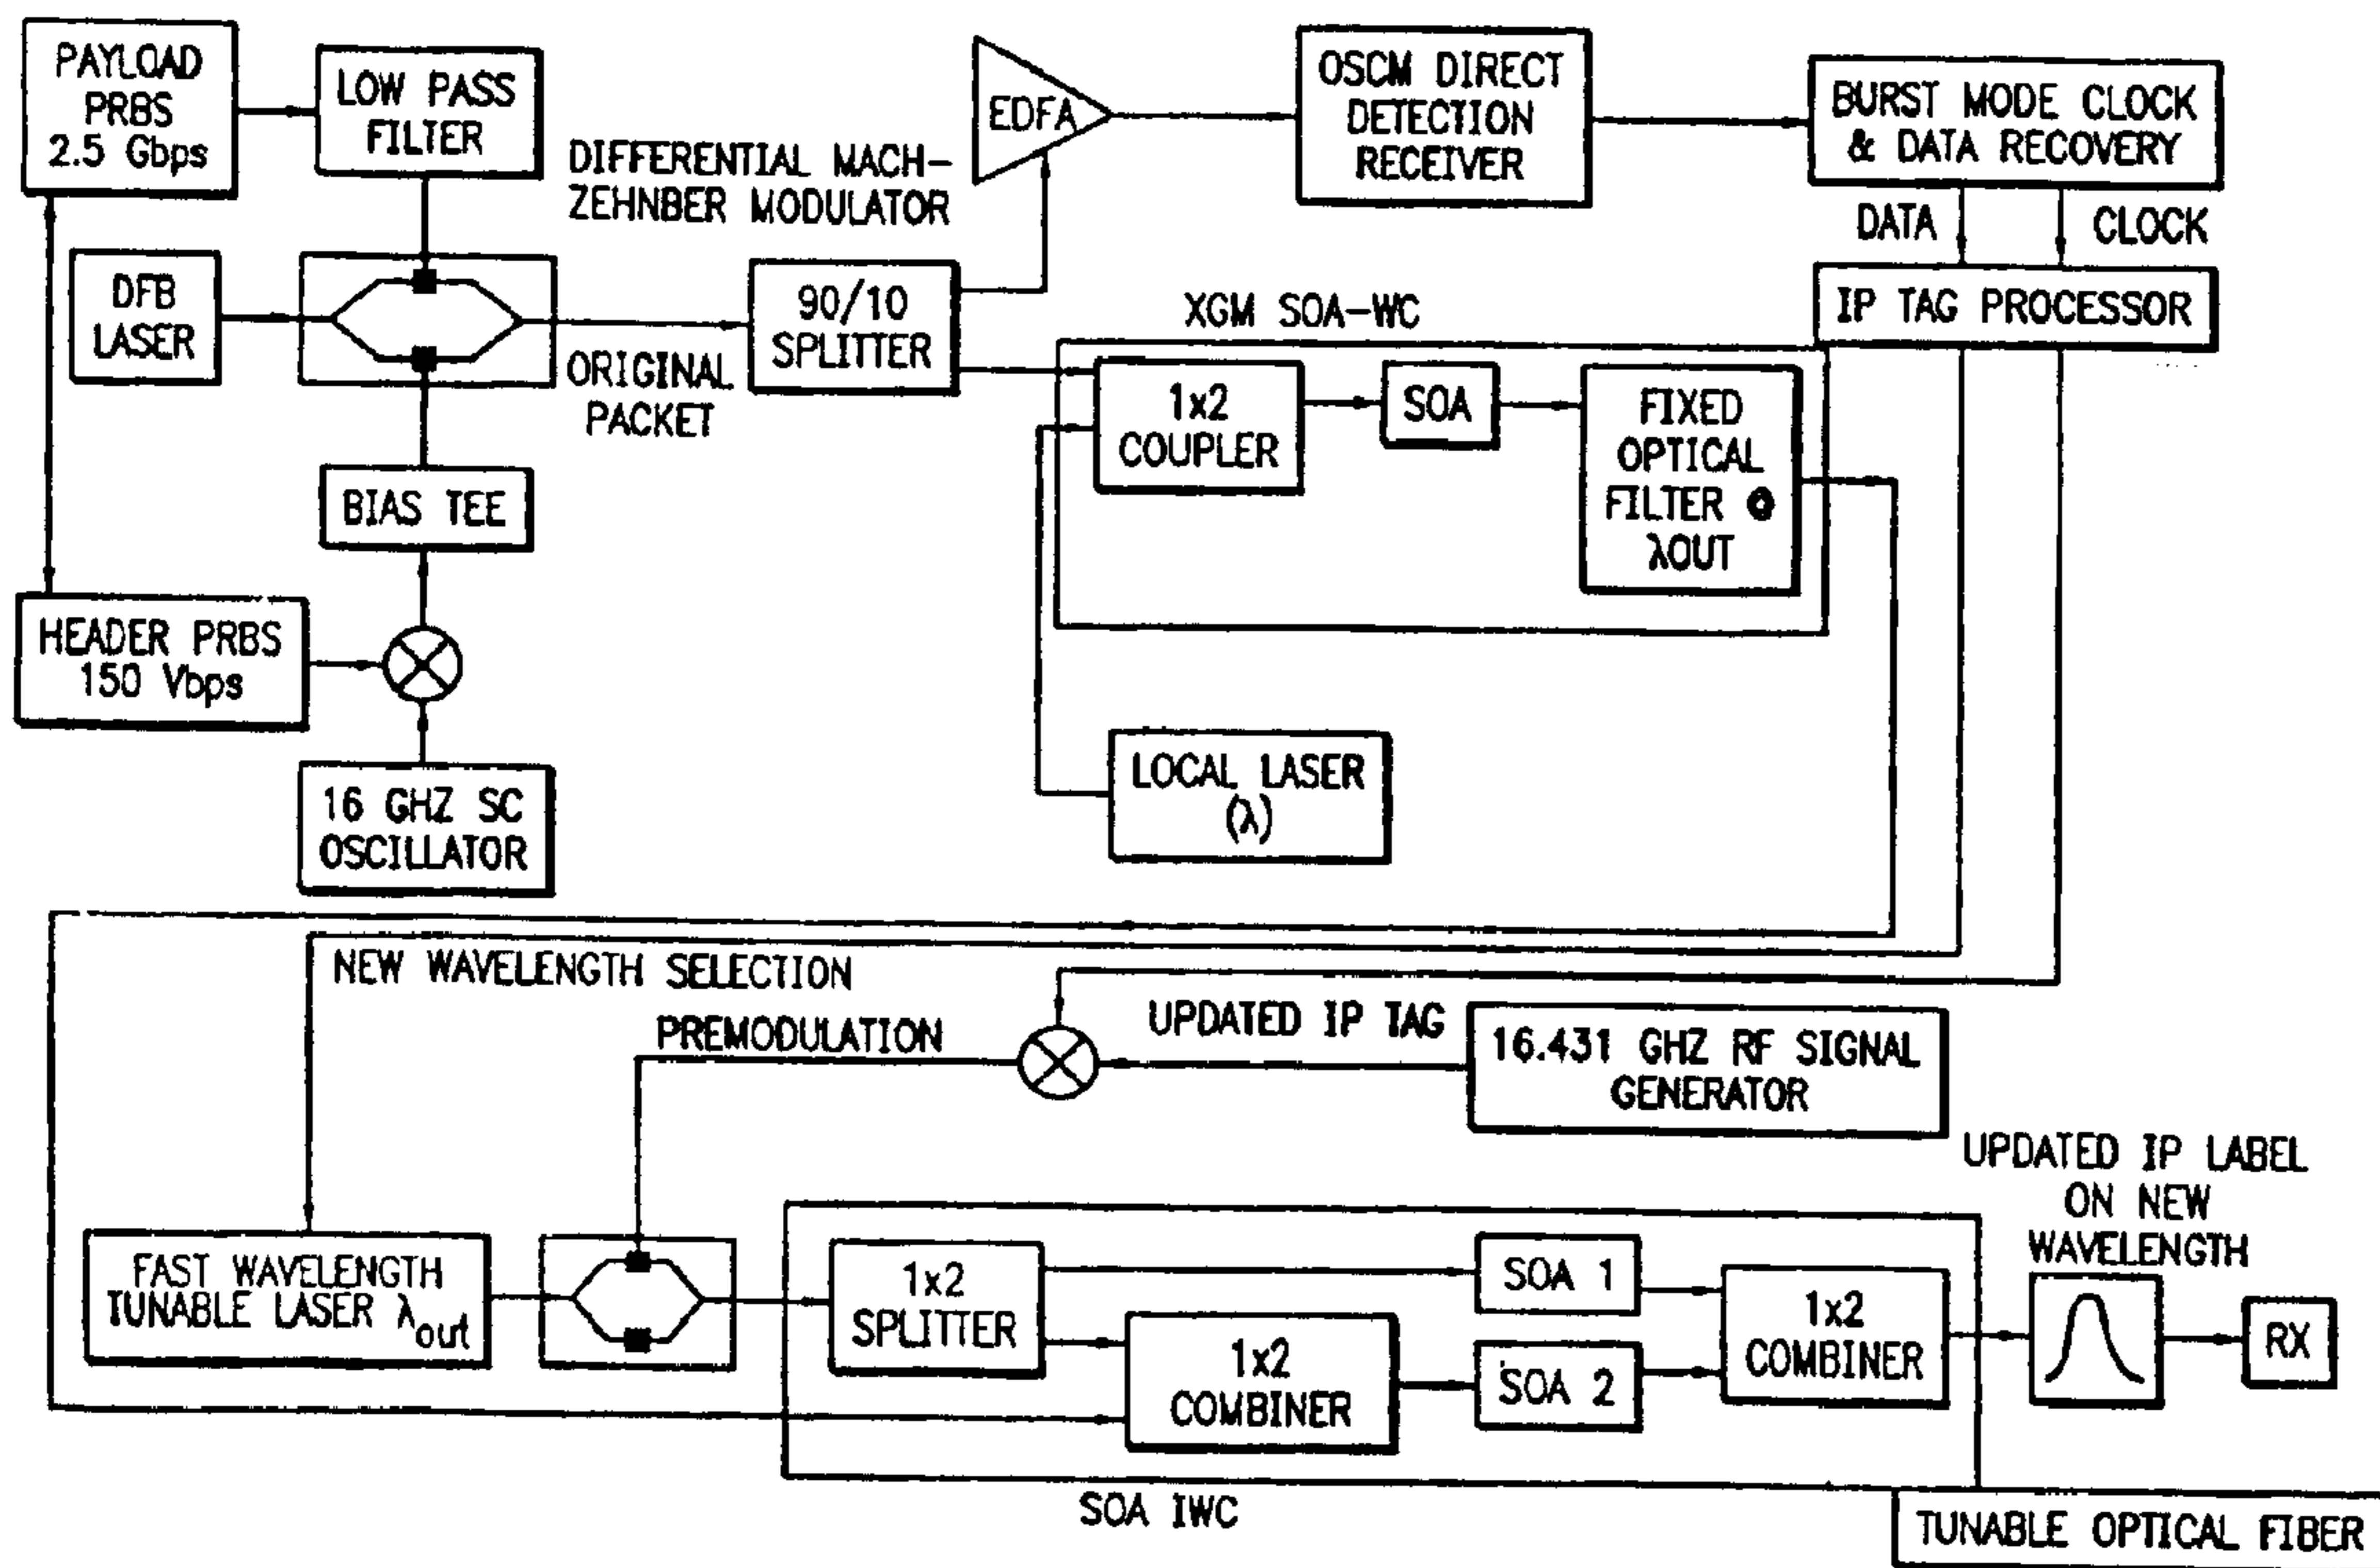 PAYLOAD
PRBS
2.5 Gbps
LOW PASS
FILTER
DIFFERENTIAL MACH-
ZEHNBER MODULATOR
EDFA
OSCM DIRECT
DETECTION
RECEIVER
BURST MODE CLOCK
& DATA RECOVERY
DATA
CLOCK
IP TAG PROCESSOR
DFB
LASER
ORIGINAL
PACKET
90/10
SPLITTER
XGM SOA-WC
1x2
COUPLER
SOA
FIXED
OPTICAL
FILTER @
λOUT
BIAS TEE
HEADER PRBS
150 Vbps
16 GHZ SC
OSCILLATOR
LOCAL LASER
(λ)
NEW WAVELENGTH SELECTION
PREMODULATION
UPDATED IP TAG
16.431 GHZ RF SIGNAL
GENERATOR
UPDATED IP LABEL
ON NEW
WAVELENGTH
FAST WAVELENGTH
TUNABLE LASER λout
1x2
SPLITTER
1x2
COMBINER
SOA 1
SOA 2
1x2
COMBINER
RX
SOA IWC
TUNABLE OPTICAL FIBER